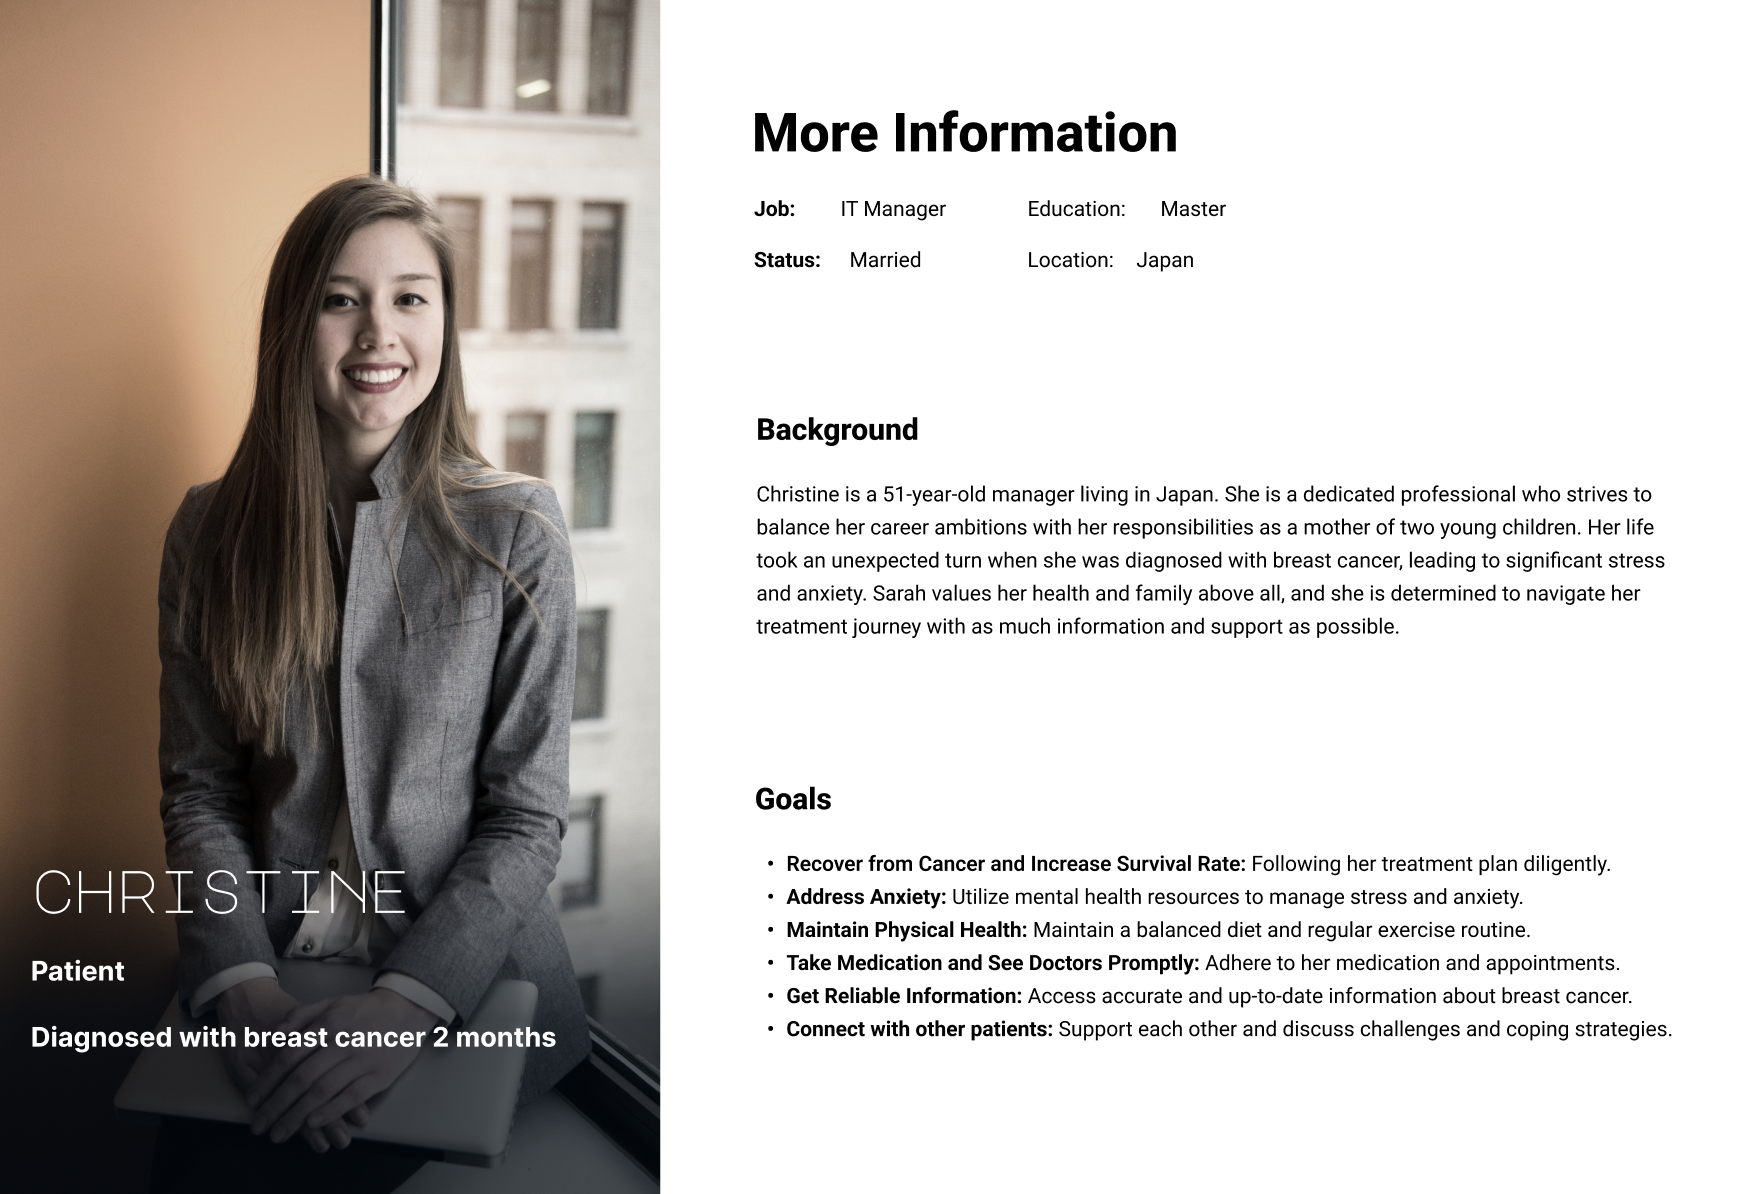 CHRISTINE
Patient
Diagnosed with breast cancer 2 months
More Information
Job: IT Manager Education: Master
Status: Married Location: Japan
Background
Christine is a 51-year-old manager living in Japan. She is a dedicated professional who strives to
balance her career ambitions with her responsibilities as a mother of two young children. Her life
took an unexpected turn when she was diagnosed with breast cancer, leading to significant stress
and anxiety. Sarah values her health and family above all, and she is determined to navigate her
treatment journey with as much information and support as possible.
Goals
• Recover from Cancer and Increase Survival Rate: Following her treatment plan diligently.
• Address Anxiety: Utilize mental health resources to manage stress and anxiety.
• Maintain Physical Health: Maintain a balanced diet and regular exercise routine.
• Take Medication and See Doctors Promptly: Adhere to her medication and appointments.
• Get Reliable Information: Access accurate and up-to-date information about breast cancer.
• Connect with other patients: Support each other and discuss challenges and coping strategies.